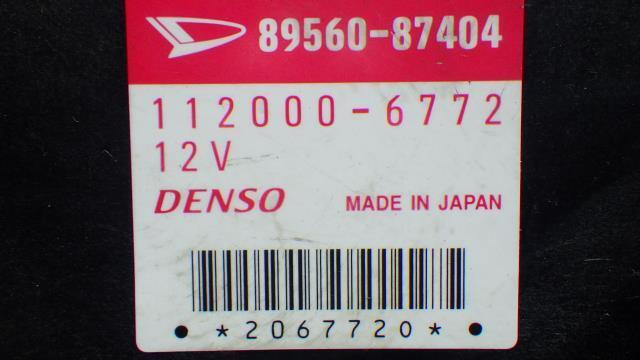 89560-87404
112000-6772
12V
DENSO MADE IN JAPAN
*2067720*